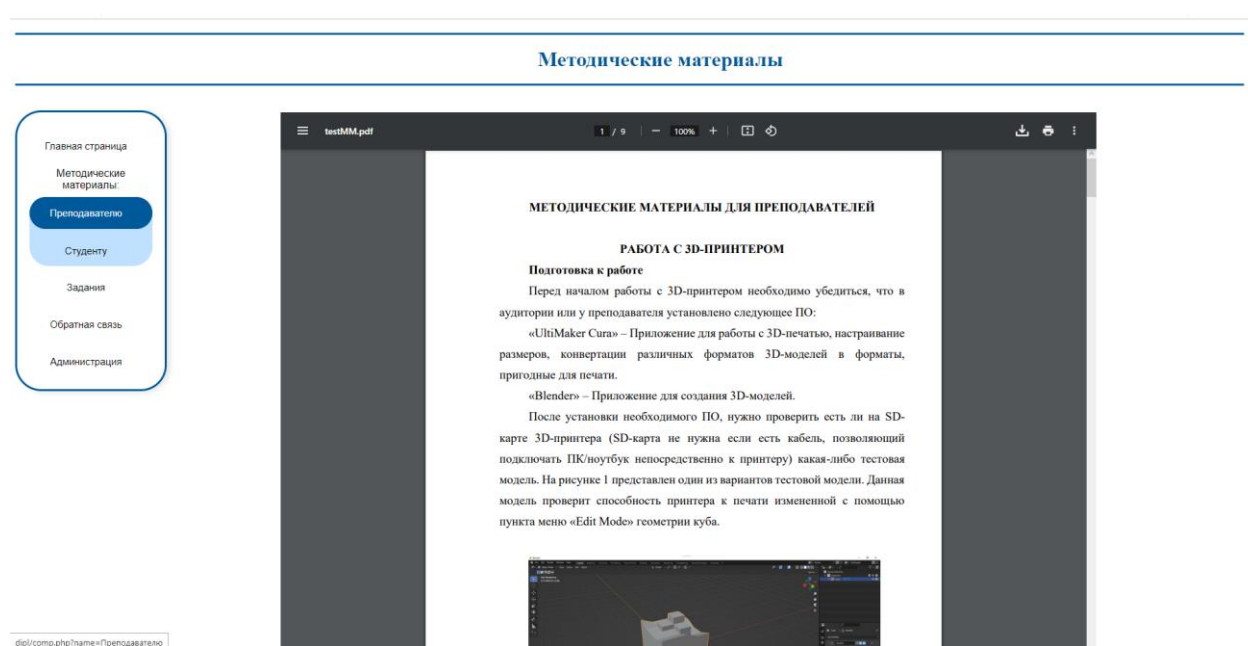 Методические материалы
Главная страница
Методические
материалы:
Преподавателю
Студенту
Задания
Обратная связь
Администрация
testMM.pdf
1 / 9
100%
МЕТОДИЧЕСКИЕ МАТЕРИАЛЫ ДЛЯ ПРЕПОДАВАТЕЛЕЙ
РАБОТА С 3D-ПРИНТЕРОМ
Подготовка к работе
Перед началом работы с 3D-принтером необходимо убедиться, что в
аудитории или у преподавателя установлено следующее ПО:
«UltiMaker Cura» – Приложение для работы с 3D-печатью, настраивание
размеров, конвертации различных форматов 3D-моделей в форматы,
пригодные для печати.
«Blender» – Приложение для создания 3D-моделей.
После установки необходимого ПО, нужно проверить есть ли на SD-
карте 3D-принтера (SD-карта не нужна если есть кабель, позволяющий
подключать ПК/ноутбук непосредственно к принтеру) какая-либо тестовая
модель. На рисунке 1 представлен один из вариантов тестовой модели. Данная
модель проверит способность принтера к печати измененной с помощью
пункта меню «Edit Mode» геометрии куба.
dipl/comp.php?name=Преподавателю